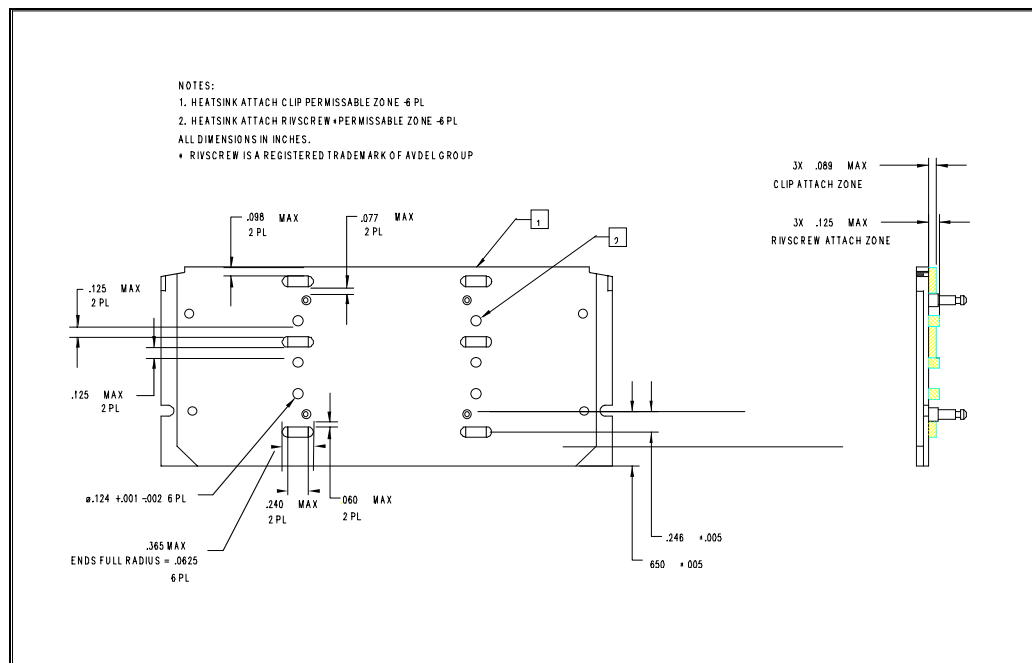 NOTES:
1. HEATSINK ATTACH CLIP PERMISSABLE ZONE -6 PL
2. HEATSINK ATTACH RIVSCREW * PERMISSABLE ZONE -6 PL
ALL DIMENSIONS IN INCHES.
* RIVSCREW IS A REGISTERED TRADEMARK OF AVDEL GROUP
3X .089 MAX
CLIP ATTACH ZONE
3X .125 MAX
RIVSCREW ATTACH ZONE
.098 MAX
2 PL
.077 MAX
2 PL
1
2
.125 MAX
2 PL
.125 MAX
2 PL
ø.124 +.001 -.002 6 PL
.240 MAX
2 PL
060 MAX
2 PL
.365 MAX
ENDS FULL RADIUS = .0625
6 PL
.246 *.005
650 *005